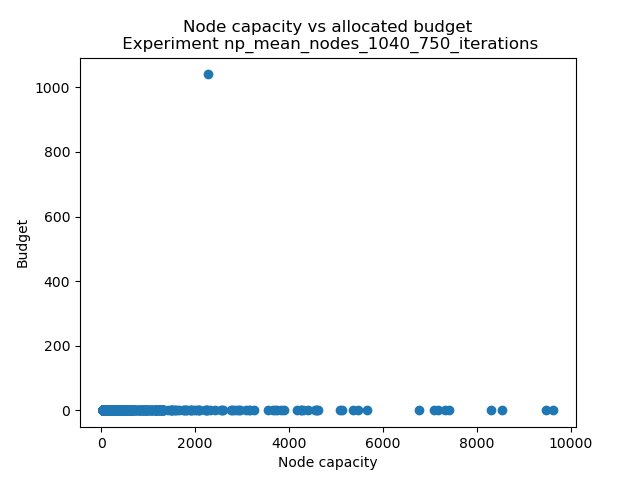 Node capacity vs allocated budget
Experiment np_mean_nodes_1040_750_iterations
1000
800
600
400
200
0
Budget
0 2000 4000 6000 8000 10000
Node capacity